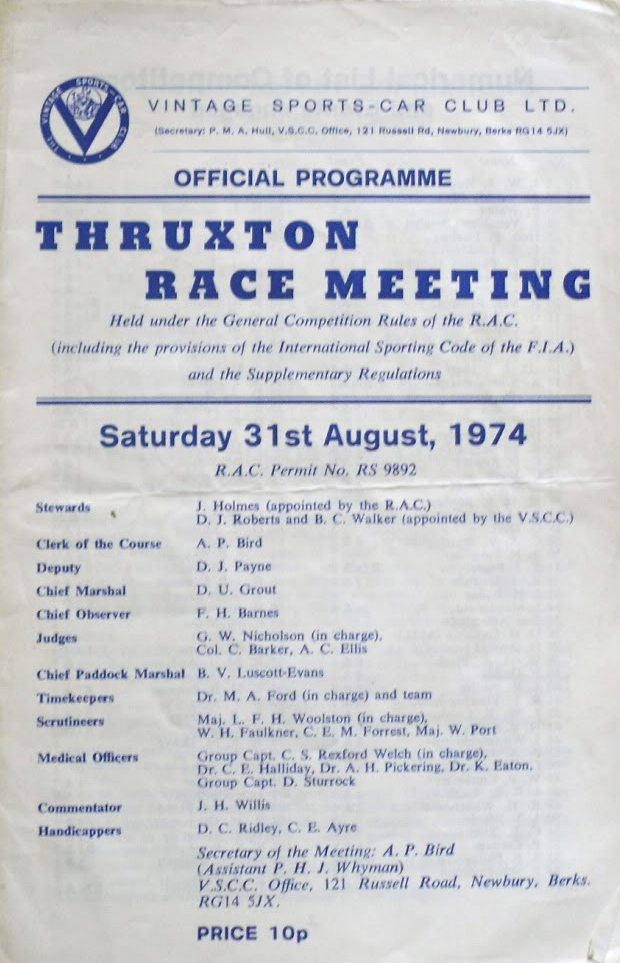 THE VINTAGE SPORTS-CAR CLUB
VINTAGE SPORTS-CAR CLUB LTD.
(Secretary: P. M. A. Hull, V.S.C.C. Office, 121 Russell Rd, Newbury, Berks RG14 5JX)
OFFICIAL PROGRAMME
THRUXTON
RACE MEETING
Held under the General Competition Rules of the R.A.C.
(including the provisions of the International Sporting Code of the F.I.A.)
and the Supplementary Regulations
Saturday 31st August, 1974
R.A.C. Permit No. RS 9892
Stewards J. Holmes (appointed by the R.A.C.)
D. J. Roberts and B. C. Walker (appointed by the V.S.C.C.)
Clerk of the Course A. P. Bird
Deputy D. J. Payne
Chief Marshal D. U. Grout
Chief Observer F. H. Barnes
Judges G. W. Nicholson (in charge),
Col. C. Barker, A. C. Ellis
Chief Paddock Marshal B. V. Luscott-Evans
Timekeepers Dr. M. A. Ford (in charge) and team
Scrutineers Maj. L. F. H. Woolston (in charge),
W. H. Faulkner, C. E. M. Forrest, Maj. W. Port
Medical Officers Group Capt. C. S. Rexford Welch (in charge),
Dr. C. E. Halliday, Dr. A. H. Pickering, Dr. K. Eaton,
Group Capt. D. Sturrock
Commentator J. H. Willis
Handicappers D. C. Ridley, C. E. Ayre
Secretary of the Meeting: A. P. Bird
(Assistant P. H. J. Whyman)
V.S.C.C. Office, 121 Russell Road, Newbury, Berks.
RG14 5JX.
PRICE 10p